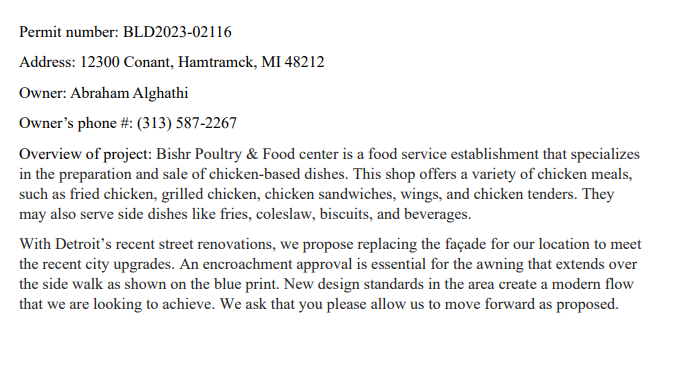 Permit number: BLD2023-02116
Address: 12300 Conant, Hamtramck, MI 48212
Owner: Abraham Alghathi
Owner’s phone #: (313) 587-2267
Overview of project: Bishr Poultry & Food center is a food service establishment that specializes
in the preparation and sale of chicken-based dishes. This shop offers a variety of chicken meals,
such as fried chicken, grilled chicken, chicken sandwiches, wings, and chicken tenders. They
may also serve side dishes like fries, coleslaw, biscuits, and beverages.
With Detroit’s recent street renovations, we propose replacing the façade for our location to meet
the recent city upgrades. An encroachment approval is essential for the awning that extends over
the side walk as shown on the blue print. New design standards in the area create a modern flow
that we are looking to achieve. We ask that you please allow us to move forward as proposed.